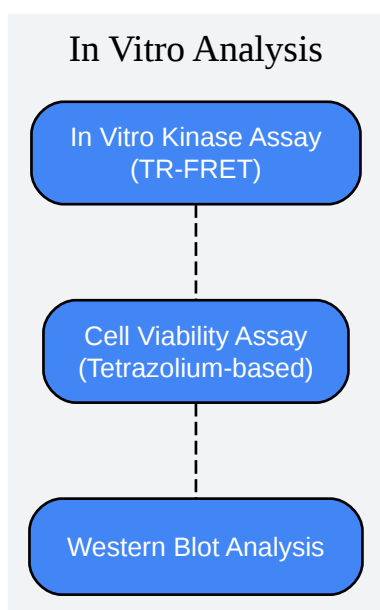 In Vitro Analysis
In Vitro Kinase Assay
(TR-FRET)
Cell Viability Assay
(Tetrazolium-based)
Western Blot Analysis